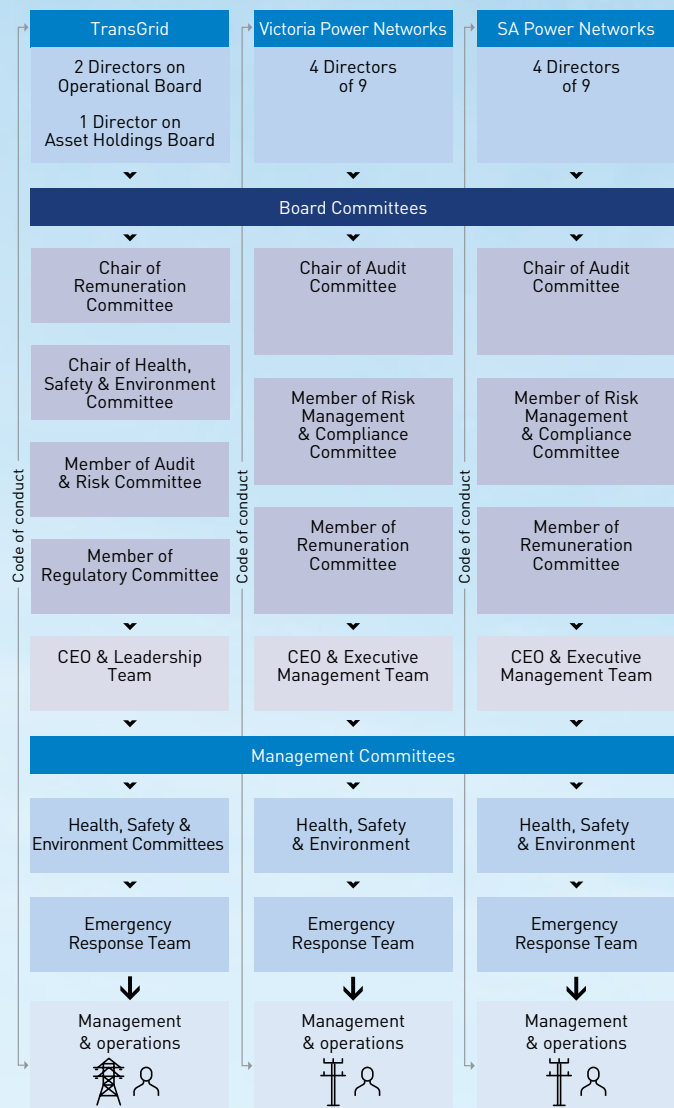 TransGrid
2 Directors on
Operational Board
1 Director on
Asset Holdings Board
Victoria Power Networks
4 Directors
of 9
SA Power Networks
4 Directors
of 9
Board Committees
Chair of
Remuneration
Committee
Chair of Health,
Safety & Environment
Committee
Member of Audit
& Risk Committee
Member of
Regulatory Committee
Chair of Audit
Committee
Member of Risk
Management
& Compliance
Committee
Member of
Remuneration
Committee
Chair of Audit
Committee
Member of Risk
Management
& Compliance
Committee
Member of
Remuneration
Committee
Code of conduct
Code of conduct
Code of conduct
CEO & Leadership
Team
CEO & Executive
Management Team
CEO & Executive
Management Team
Management Committees
Health, Safety &
Environment Committees
Health, Safety
& Environment
Health, Safety
& Environment
Emergency
Response Team
Emergency
Response Team
Emergency
Response Team
Management
& operations
Management
& operations
Management
& operations